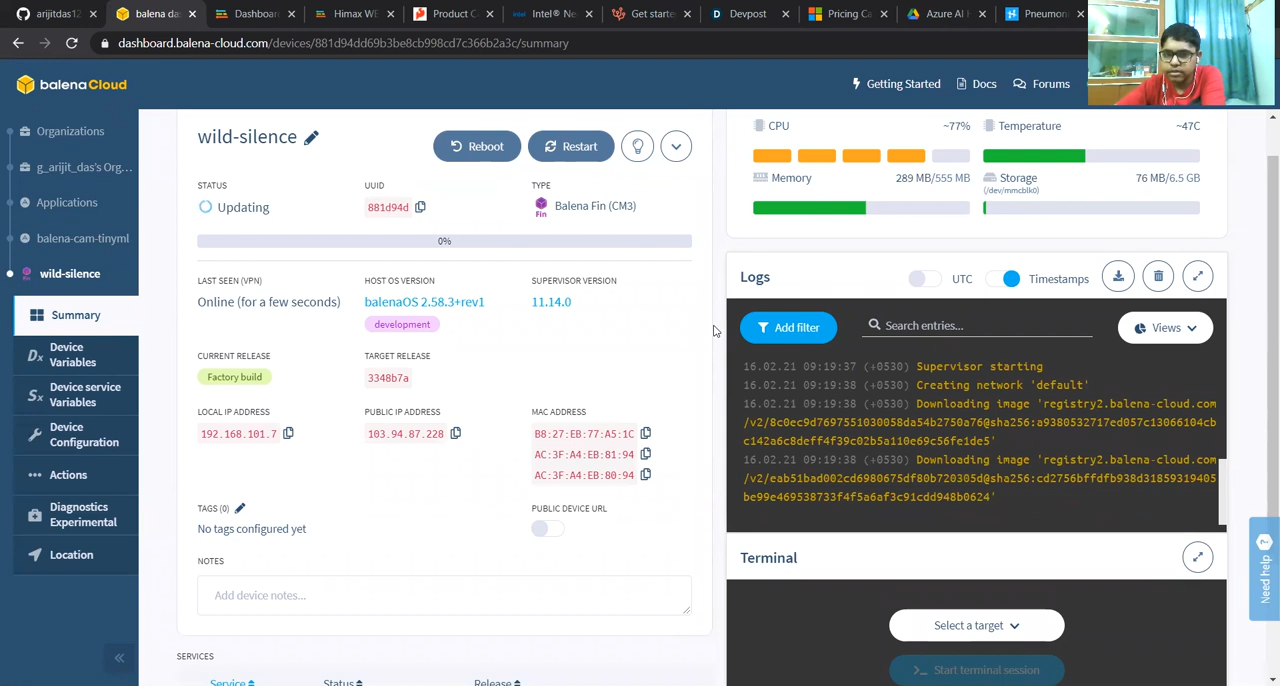 arijitdas12
balena das
Dashboard
Himax WE
Product C
Intel® Ne
Get starte
Devpost
Pricing Ca
Azure AI H
Pneumoni
dashboard.balena-cloud.com/devices/881d94dd69b3be8cb998cd7c366b2a3c/summary
balenaCloud
Getting Started
Docs
Forums
Organizations
g_arijit_das's Org...
Applications
balena-cam-tinyml
wild-silence
Summary
Dx Device Variables
Sx Device service Variables
Device Configuration
Actions
Diagnostics Experimental
Location
wild-silence
Reboot
Restart
STATUS UUID TYPE
Updating 881d94d Fin Balena Fin (CM3)
0%
LAST SEEN (VPN) HOST OS VERSION SUPERVISOR VERSION
Online (for a few seconds) balenaOS 2.58.3+rev1 11.14.0
development
CURRENT RELEASE TARGET RELEASE
Factory build 3348b7a
LOCAL IP ADDRESS PUBLIC IP ADDRESS MAC ADDRESS
192.168.101.7 103.94.87.228 B8:27:EB:77:A5:1C
AC:3F:A4:EB:81:94
AC:3F:A4:EB:80:94
TAGS (0) PUBLIC DEVICE URL
No tags configured yet
NOTES
Add device notes...
SERVICES
Service Status Release
CPU ~77% Temperature ~47C
Memory 289 MB/555 MB Storage 76 MB/6.5 GB
(/dev/mmcblk0)
Logs UTC Timestamps
Add filter Search entries... Views
16.02.21 09:19:37 (+0530) Supervisor starting
16.02.21 09:19:38 (+0530) Creating network 'default'
16.02.21 09:19:38 (+0530) Downloading image 'registry2.balena-cloud.com
/v2/8c0ec9d7697551030058da54b2750a76@sha256:a9380532717ed057c13066104cb
c142a6c8deff4f39c02b5a110e69c56fe1de5'
16.02.21 09:19:38 (+0530) Downloading image 'registry2.balena-cloud.com
/v2/eab51bad002cd6980675df80b720305d@sha256:cd2756bffdfb938d31859319405
be99e469538733f4f5a6af3c91cdd948b0624'
Terminal
Select a target
Start terminal session
Need help